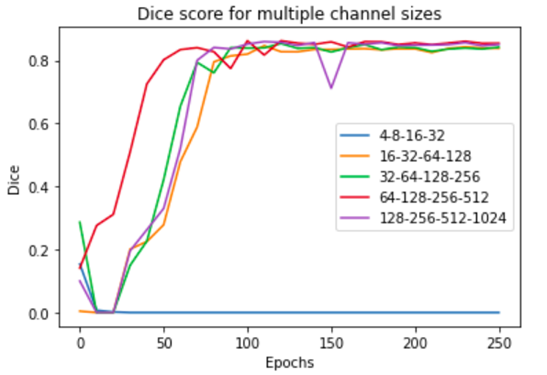 Dice score for multiple channel sizes
Dice
0.8
0.6
0.4
0.2
0.0
4-8-16-32
16-32-64-128
32-64-128-256
64-128-256-512
128-256-512-1024
0 50 100 150 200 250
Epochs